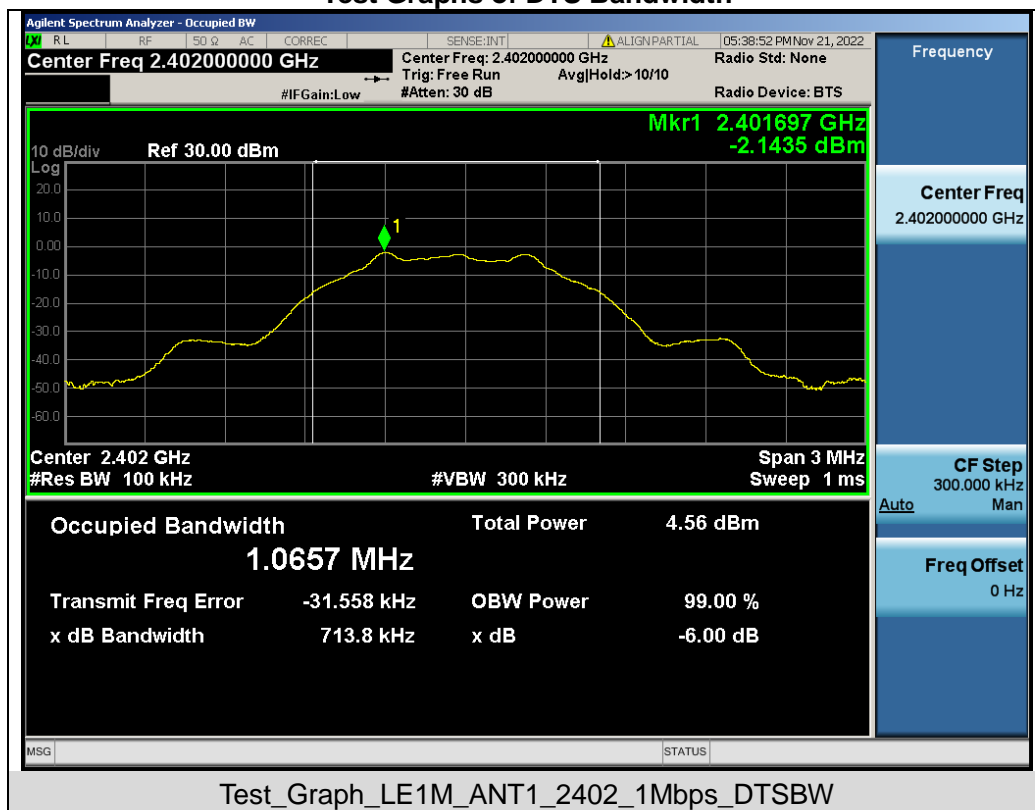 Test Graphs of DTS Bandwidth
Agilent Spectrum Analyzer - Occupied BW
LXI RL RF 50 Ω AC CORREC SENSE:INT ALIGN PARTIAL 05:38:52 PM Nov 21, 2022
Center Freq 2.402000000 GHz
Center Freq: 2.402000000 GHz Radio Std: None
Trig: Free Run Avg|Hold:> 10/10
#IFGain:Low #Atten: 30 dB Radio Device: BTS
Mkr1 2.401697 GHz
-2.1435 dBm
10 dB/div Ref 30.00 dBm
Log
20.0
10.0
0.00
-10.0
-20.0
-30.0
-40.0
-50.0
-60.0
1
Center 2.402 GHz Span 3 MHz
#Res BW 100 kHz #VBW 300 kHz Sweep 1 ms
Occupied Bandwidth Total Power 4.56 dBm
1.0657 MHz
Transmit Freq Error -31.558 kHz OBW Power 99.00 %
x dB Bandwidth 713.8 kHz x dB -6.00 dB
MSG STATUS
Frequency
Center Freq
2.402000000 GHz
CF Step
300.000 kHz
Auto Man
Freq Offset
0 Hz
Test_Graph_LE1M_ANT1_2402_1Mbps_DTSBW